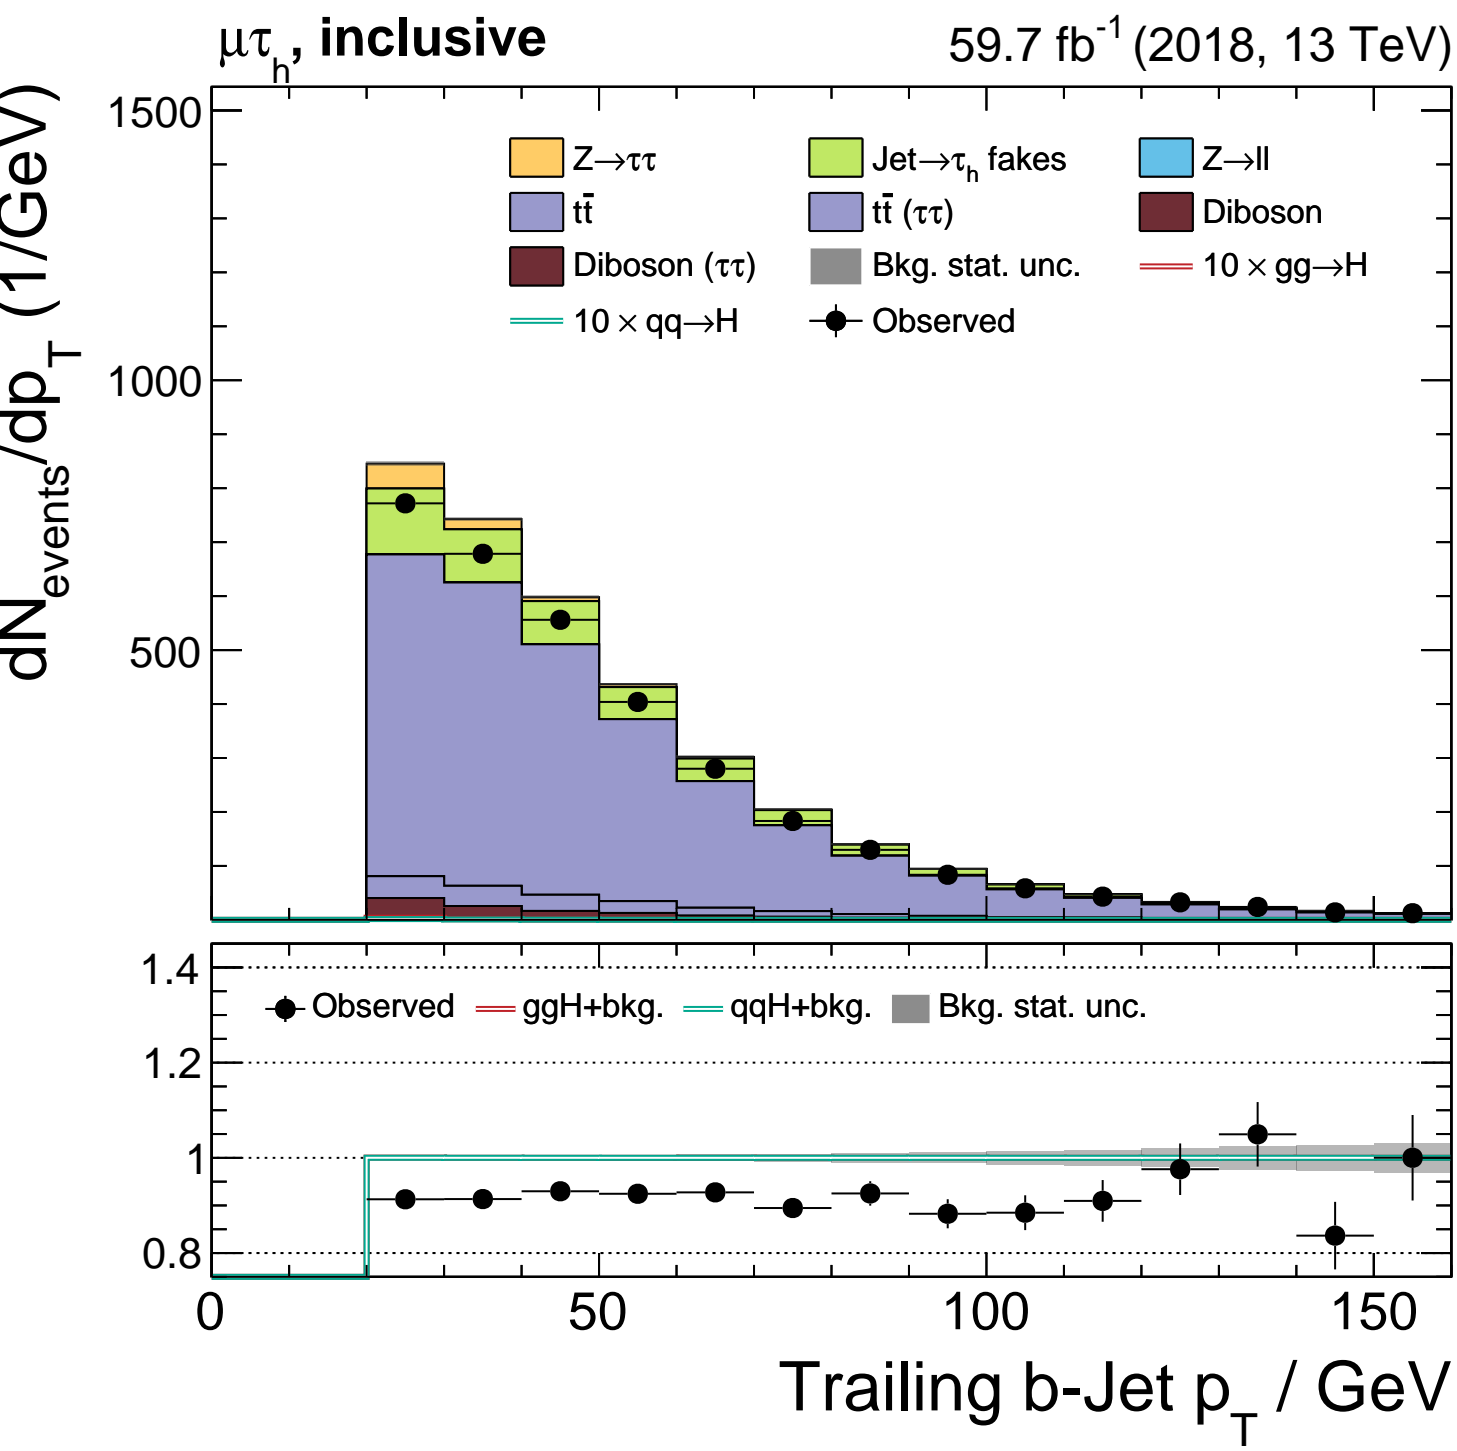 μτh, inclusive 59.7 fb-1 (2018, 13 TeV)
dNevents/dpT (1/GeV)
1500
1000
500
Z→ττ Jet→τh fakes Z→ll
tt̄ tt̄ (ττ) Diboson
Diboson (ττ) Bkg. stat. unc. 10 × gg→H
10 × qq→H Observed
1.4
1.2
1
0.8
Observed ggH+bkg. qqH+bkg. Bkg. stat. unc.
0 50 100 150
Trailing b-Jet pT / GeV